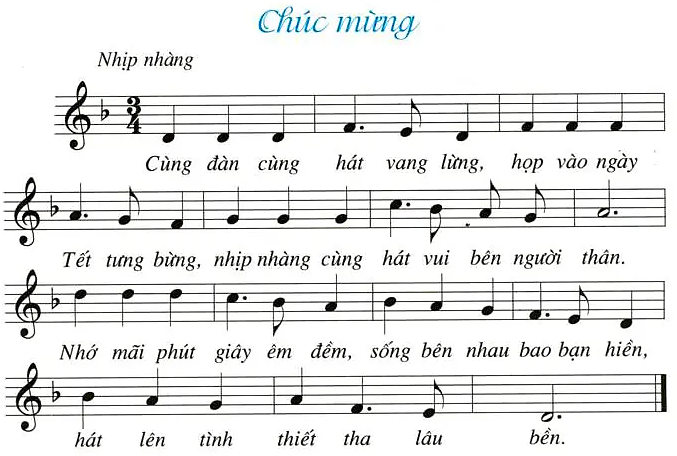 Chúc mừng
Nhịp nhàng
3
4
Cùng đàn cùng hát vang lừng, họp vào ngày
Tết tưng bừng, nhịp nhàng cùng hát vui bên người thân.
Nhớ mãi phút giây êm đềm, sống bên nhau bao bạn hiền,
hát lên tình thiết tha lâu bền.